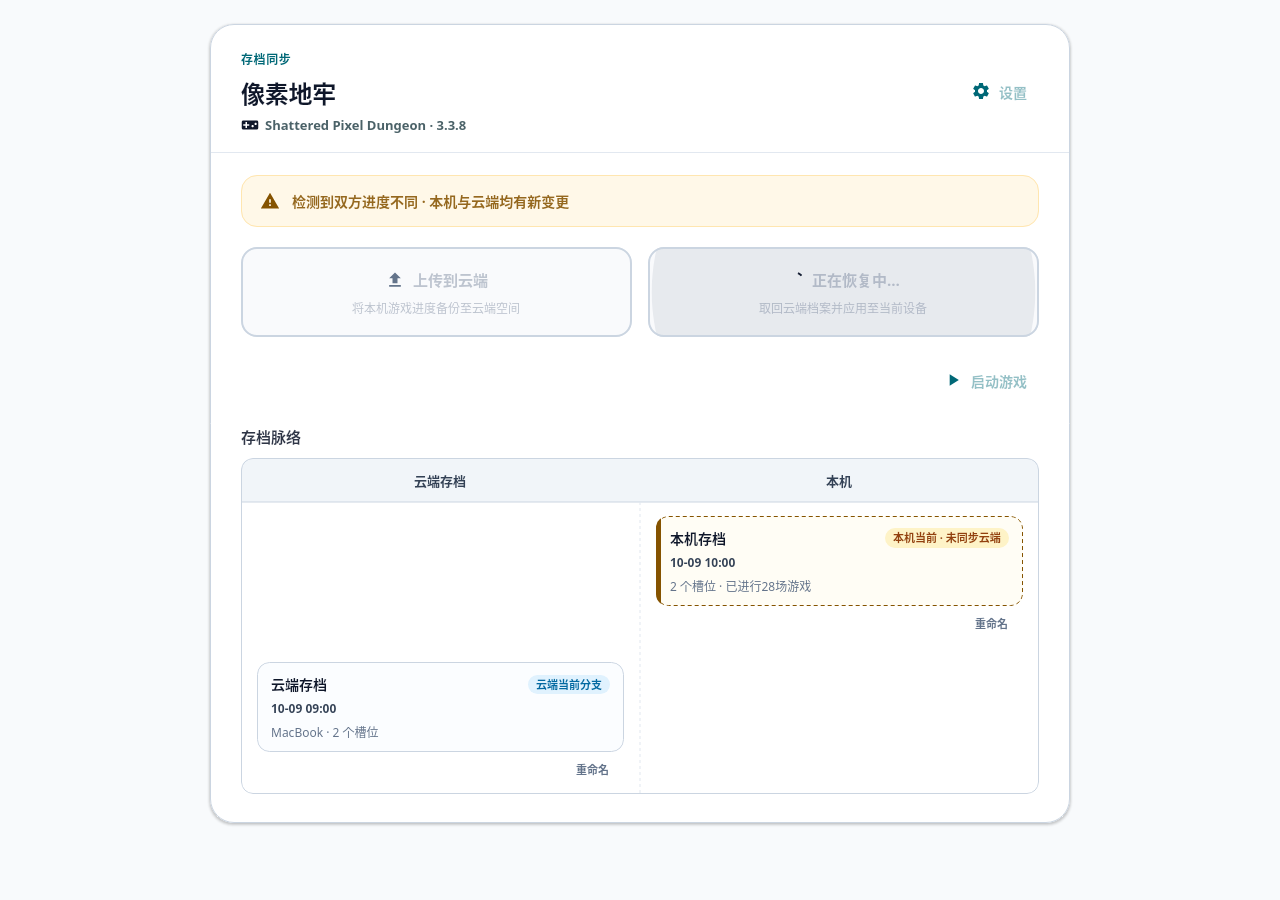 存档同步
像素地牢
设置
Shattered Pixel Dungeon · 3.3.8
检测到双方进度不同 · 本机与云端均有新变更
上传到云端
将本机游戏进度备份至云端空间
正在恢复中...
取回云端档案并应用至当前设备
启动游戏
存档脉络
云端存档
本机
本机存档
本机当前 · 未同步云端
10-09 10:00
2 个槽位 · 已进行28场游戏
重命名
云端存档
云端当前分支
10-09 09:00
MacBook · 2 个槽位
重命名